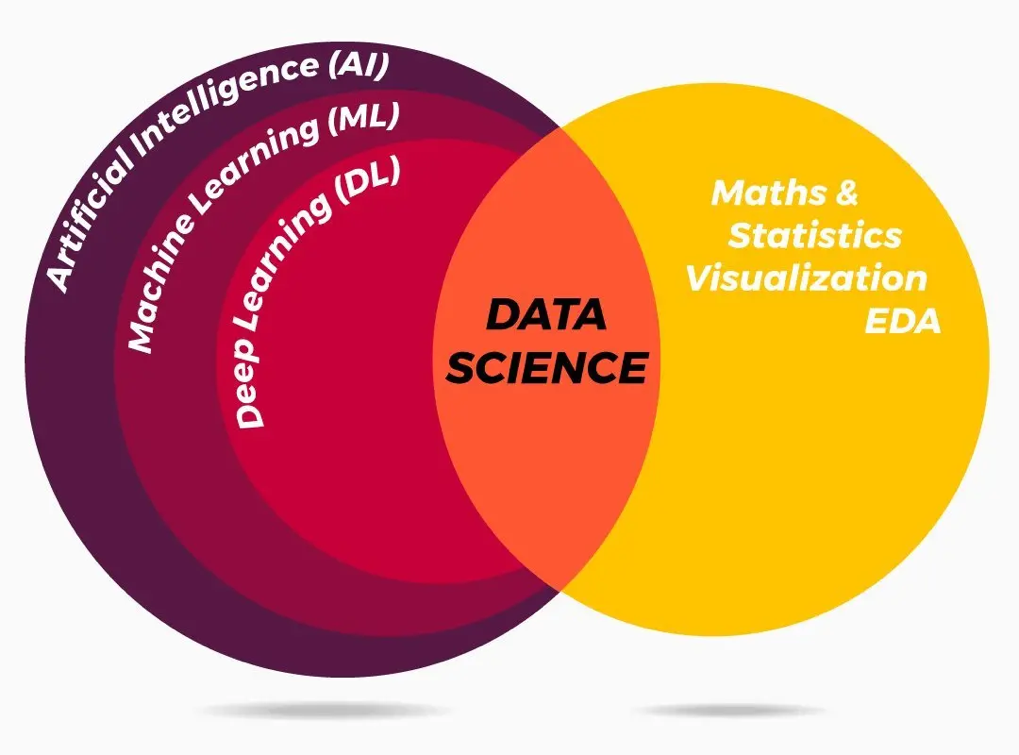 Artificial Intelligence (AI)
Machine Learning (ML)
Deep Learning (DL)
DATA
SCIENCE
Maths &
Statistics
Visualization
EDA